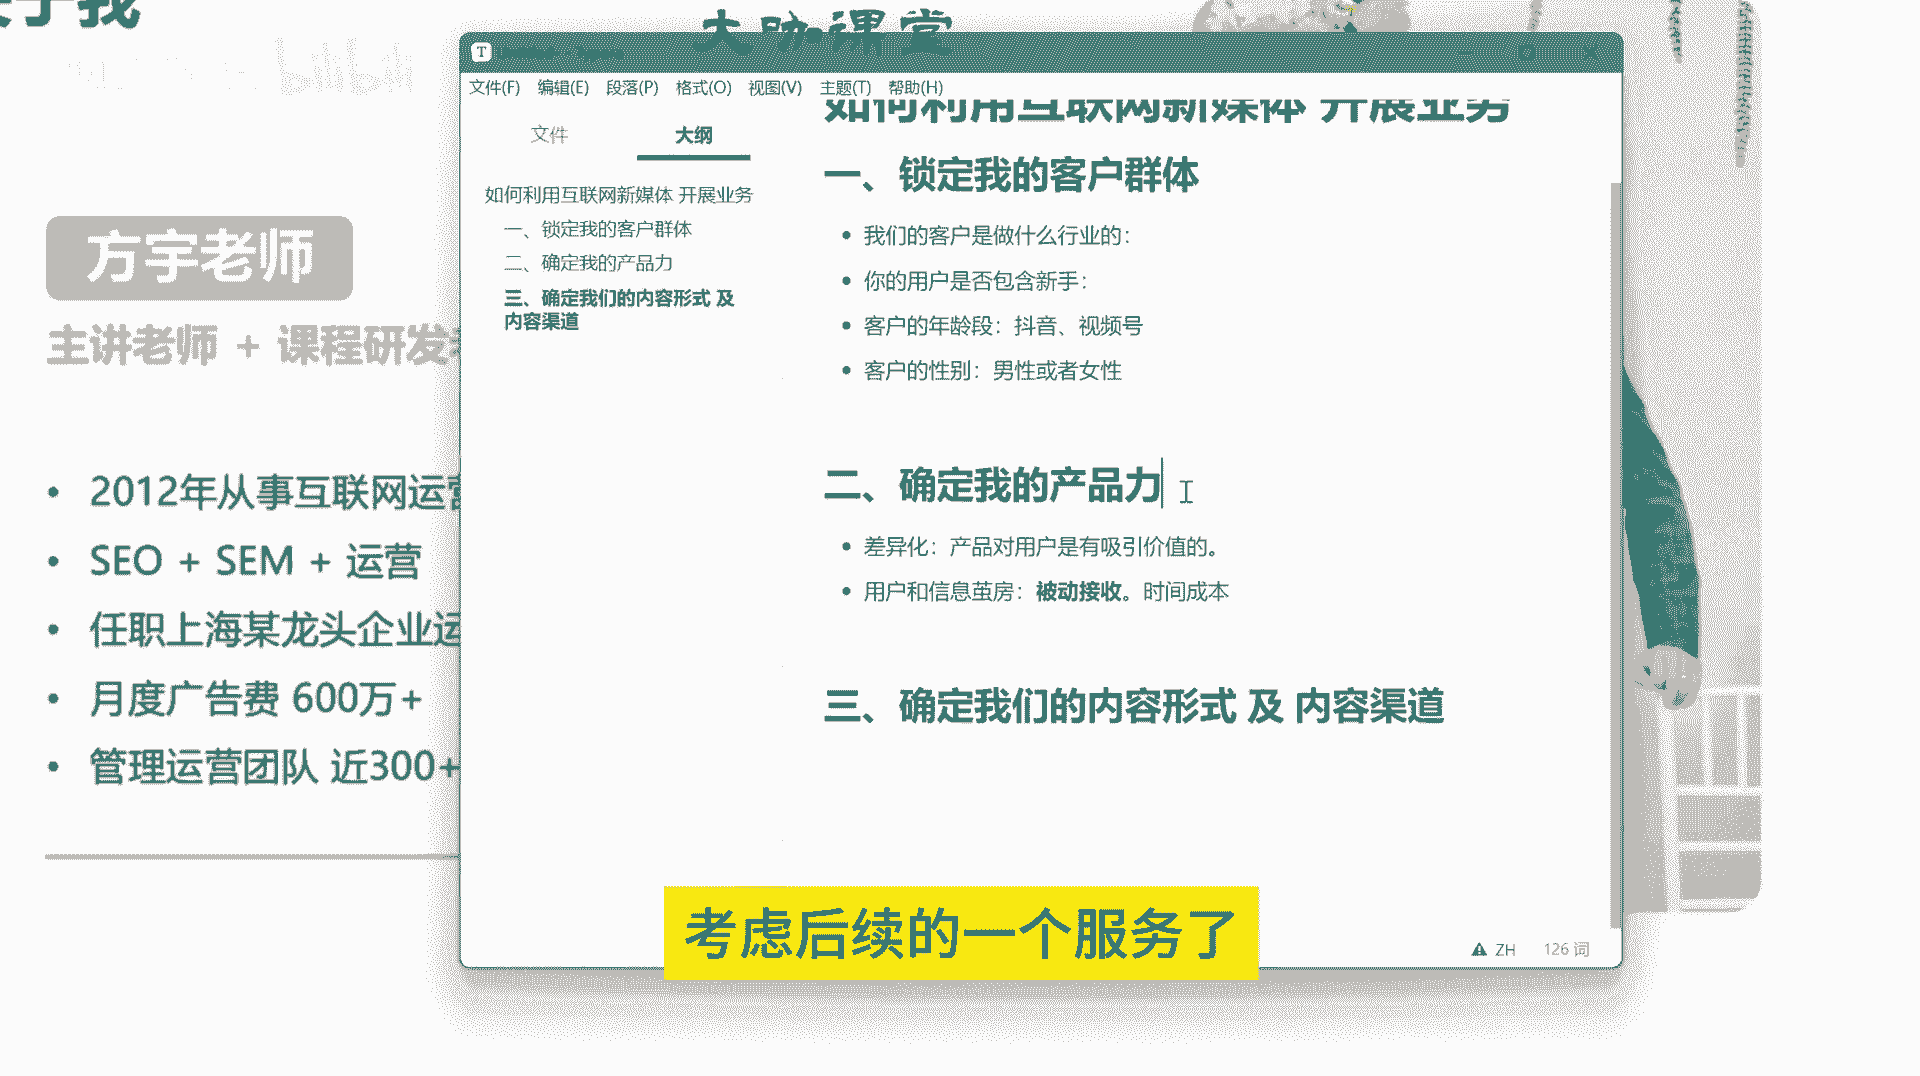 大咖课堂
bilibili
方宇老师
主讲老师 + 课程研发
2012年从事互联网运营
SEO + SEM + 运营
任职上海某龙头企业运
月度广告费 600万+
管理运营团队 近300+
文件(F) 编辑(E) 段落(P) 格式(O) 视图(V) 主题(T) 帮助(H)
文件 大纲
如何利用互联网新媒体 开展业务
一、锁定我的客户群体
二、确定我的产品力
三、确定我们的内容形式 及
内容渠道
如何利用互联网新媒体 开展业务
一、锁定我的客户群体
我们的客户是做什么行业的：
你的用户是否包含新手：
客户的年龄段：抖音、视频号
客户的性别：男性或者女性
二、确定我的产品力
差异化：产品对用户是有吸引价值的。
用户和信息茧房：被动接收。时间成本
三、确定我们的内容形式 及 内容渠道
ZH 126 词
考虑后续的一个服务了